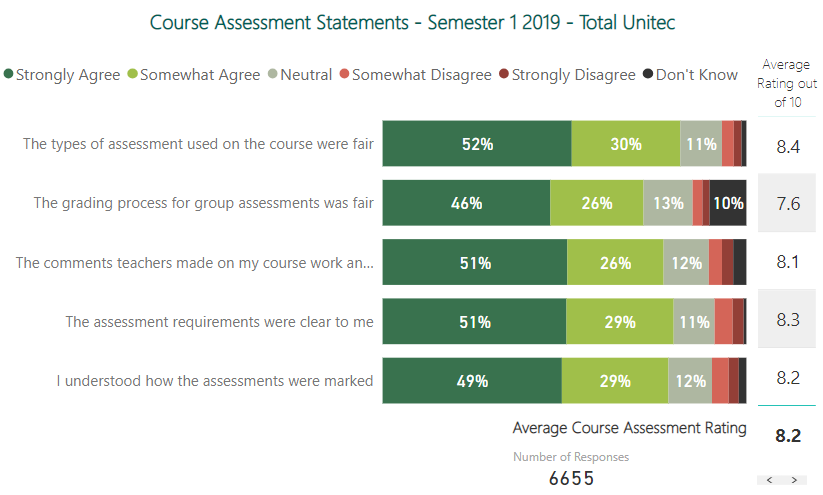 Course Assessment Statements - Semester 1 2019 - Total Unitec
Strongly Agree Somewhat Agree Neutral Somewhat Disagree Strongly Disagree Don't Know
Average
Rating out
of 10
The types of assessment used on the course were fair 52% 30% 11% 8.4
The grading process for group assessments was fair 46% 26% 13% 10% 7.6
The comments teachers made on my course work an... 51% 26% 12% 8.1
The assessment requirements were clear to me 51% 29% 11% 8.3
I understood how the assessments were marked 49% 29% 12% 8.2
Average Course Assessment Rating 8.2
Number of Responses
6655